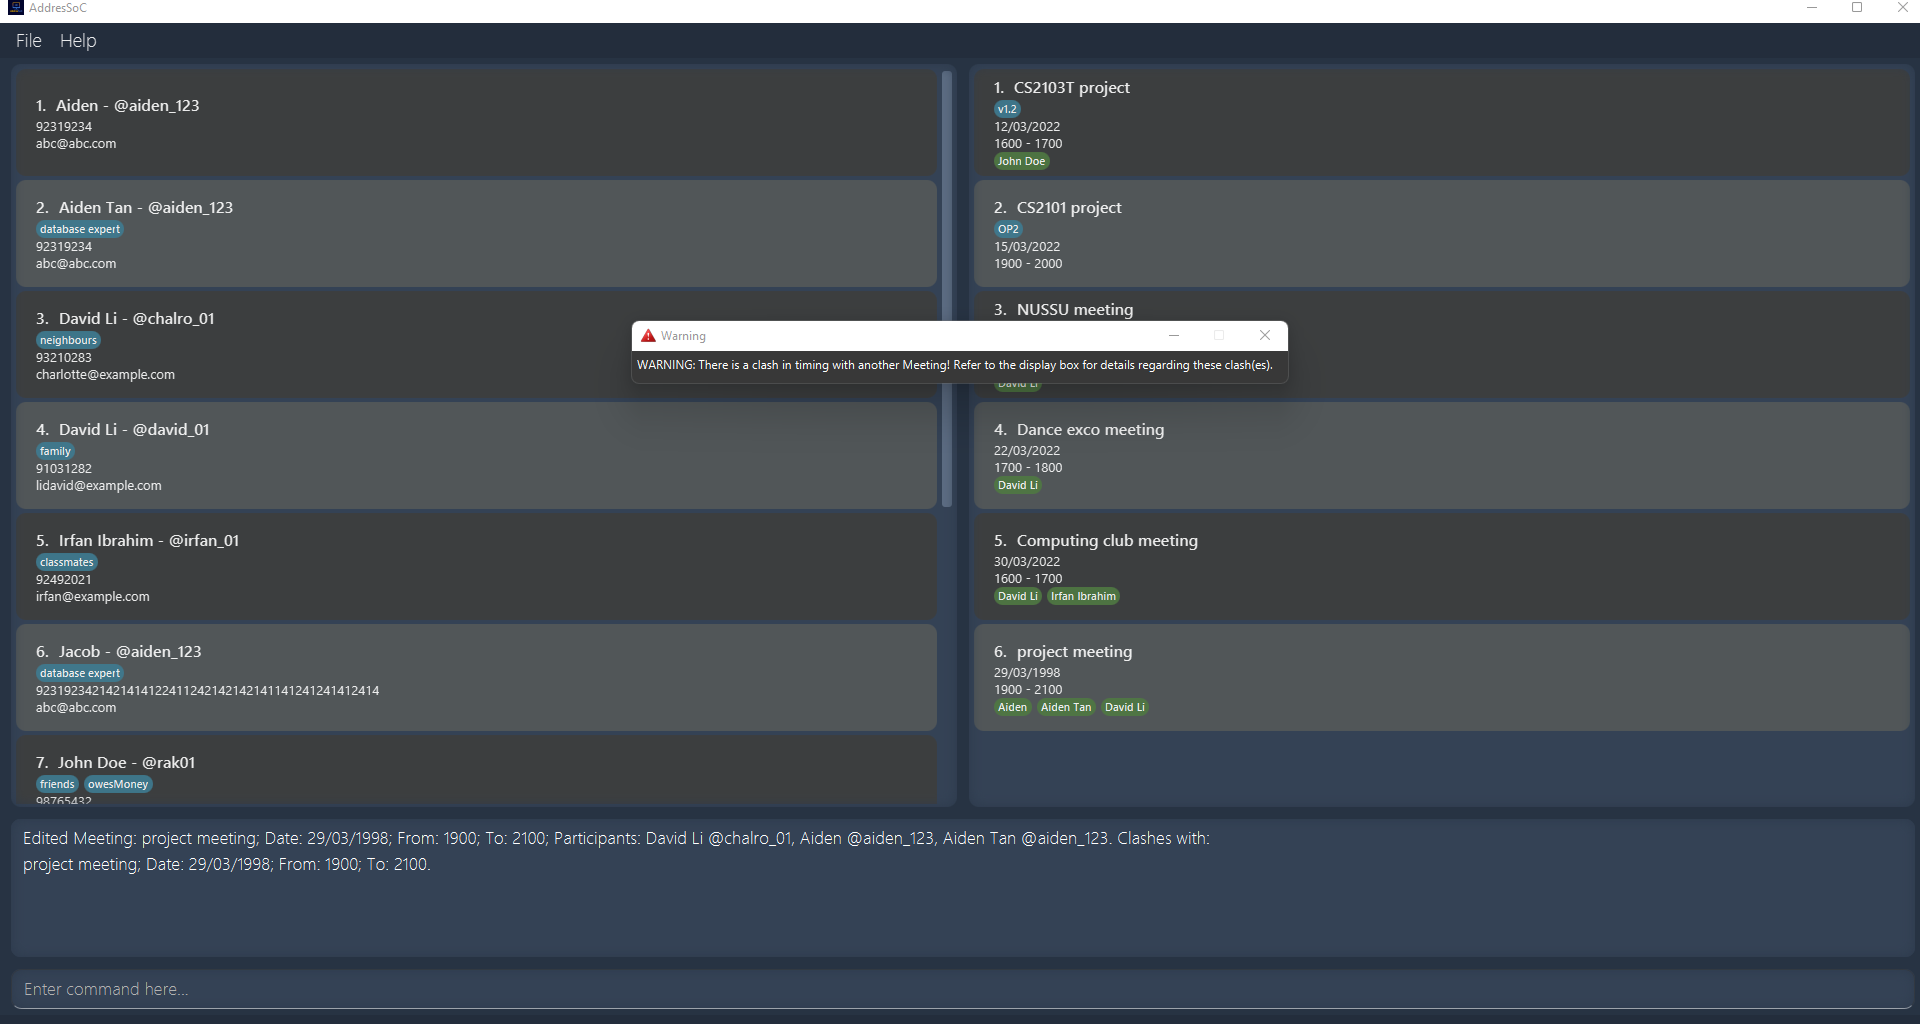 AddresSoC
File Help
1. Aiden - @aiden_123
92319234
abc@abc.com
2. Aiden Tan - @aiden_123
database expert
92319234
abc@abc.com
3. David Li - @chalro_01
neighbours
93210283
charlotte@example.com
4. David Li - @david_01
family
91031282
lidavid@example.com
5. Irfan Ibrahim - @irfan_01
classmates
92492021
irfan@example.com
6. Jacob - @aiden_123
database expert
abc@abc.com
7. John Doe - @rak01
friends owesMoney
98765432
1. CS2103T project
v1.2
12/03/2022
1600 - 1700
John Doe
2. CS2101 project
OP2
15/03/2022
1900 - 2000
3. NUSSU meeting
David Li
4. Dance exco meeting
22/03/2022
1700 - 1800
David Li
5. Computing club meeting
30/03/2022
1600 - 1700
David Li Irfan Ibrahim
6. project meeting
29/03/1998
1900 - 2100
Aiden Aiden Tan David Li
Warning
WARNING: There is a clash in timing with another Meeting! Refer to the display box for details regarding these clash(es).
Edited Meeting: project meeting; Date: 29/03/1998; From: 1900; To: 2100; Participants: David Li @chalro_01, Aiden @aiden_123, Aiden Tan @aiden_123. Clashes with:
project meeting; Date: 29/03/1998; From: 1900; To: 2100.
Enter command here...